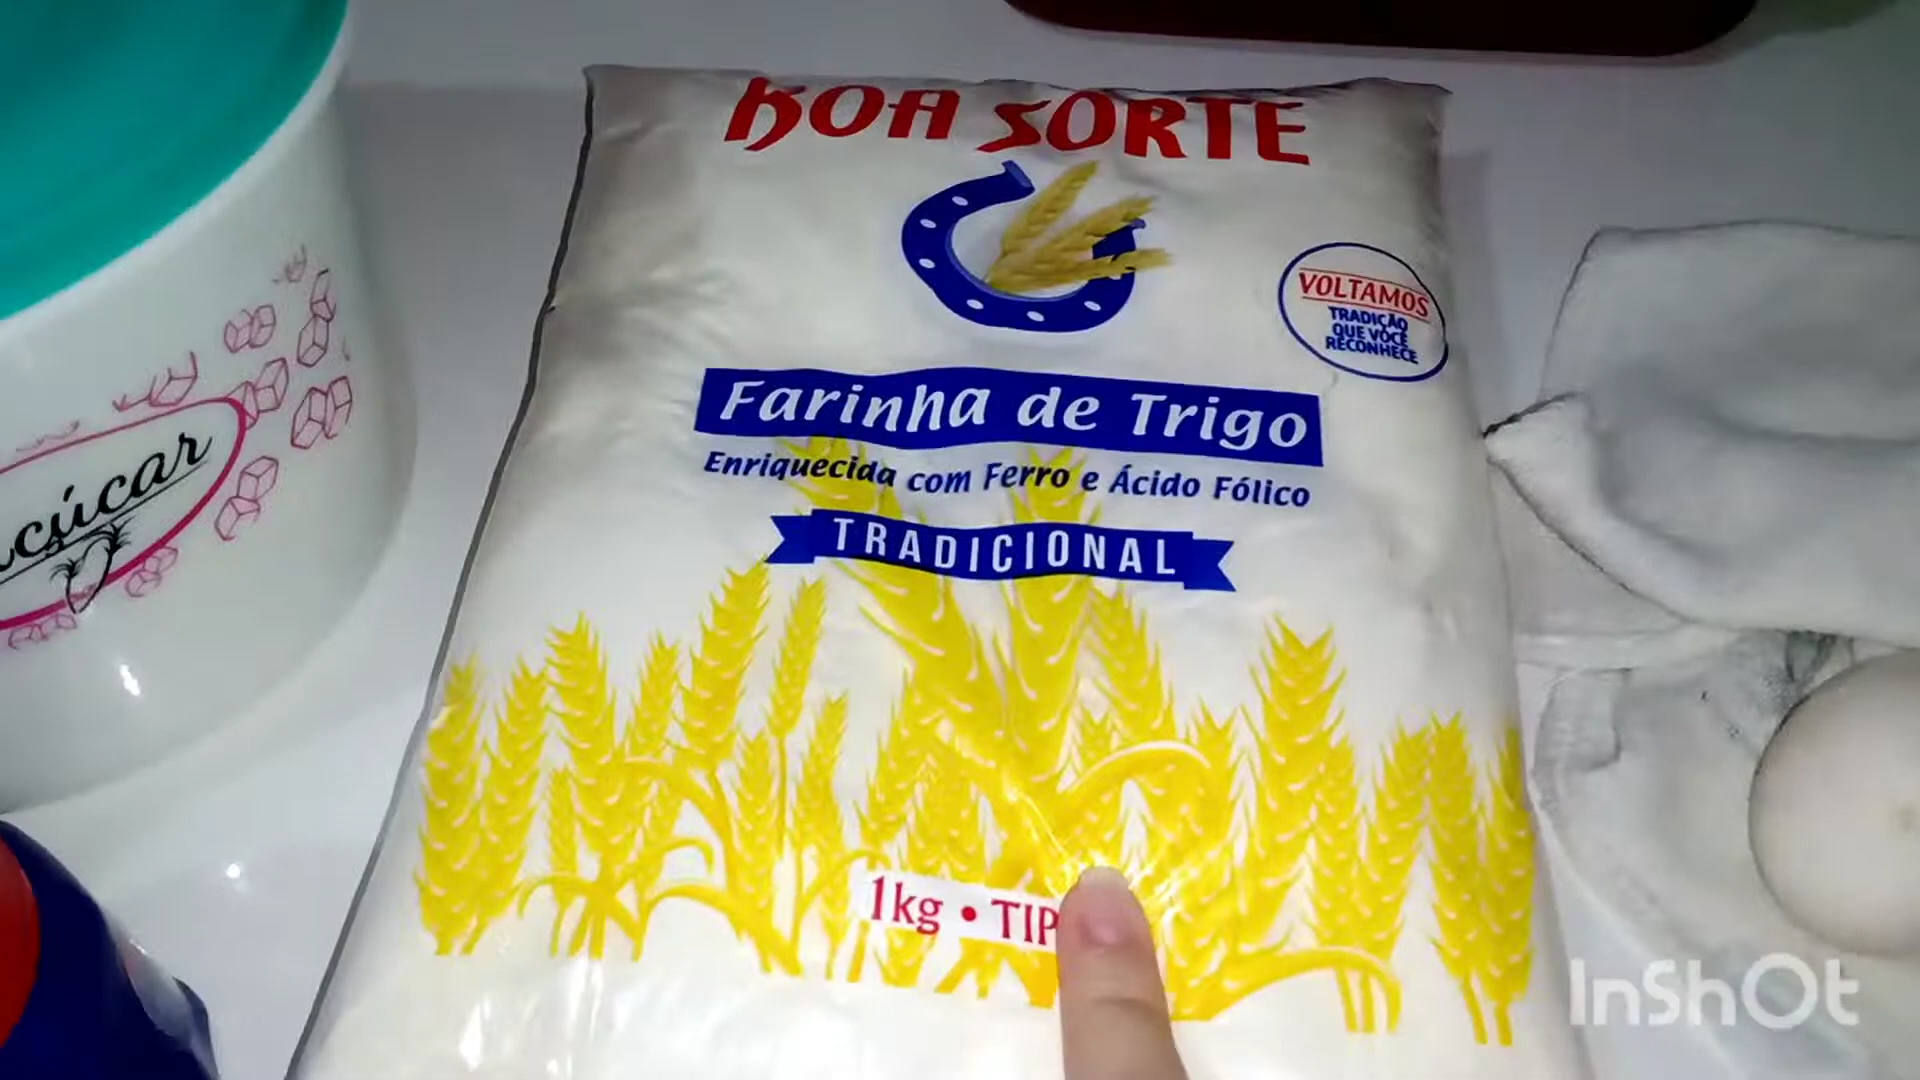 BOA SORTE
VOLTAMOS
TRADIÇÃO
QUE VOCÊ
RECONHECE
Farinha de Trigo
Enriquecida com Ferro e Ácido Fólico
TRADICIONAL
açúcar
1kg • TIP
InShOt